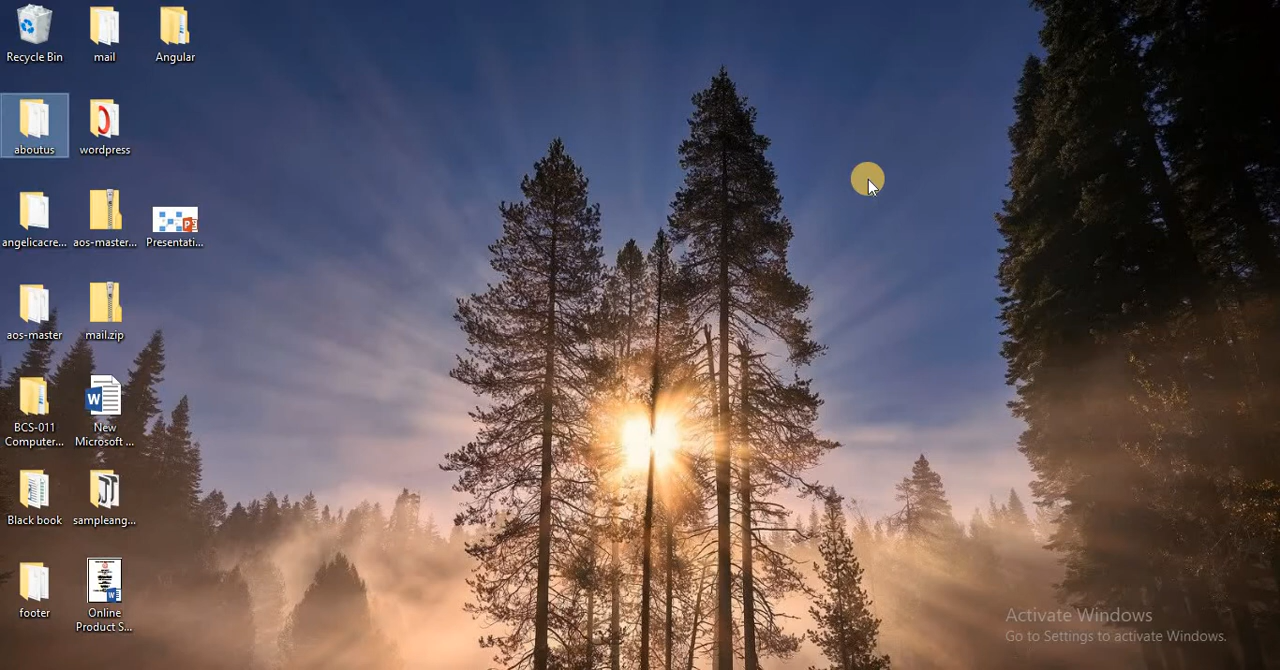 Recycle Bin
mail
Angular
aboutus
wordpress
angelicacre...
aos-master...
Presentati...
aos-master
mail.zip
BCS-011
Computer...
New
Microsoft ...
Black book
sampleang...
footer
Online
Product S...
Activate Windows
Go to Settings to activate Windows.